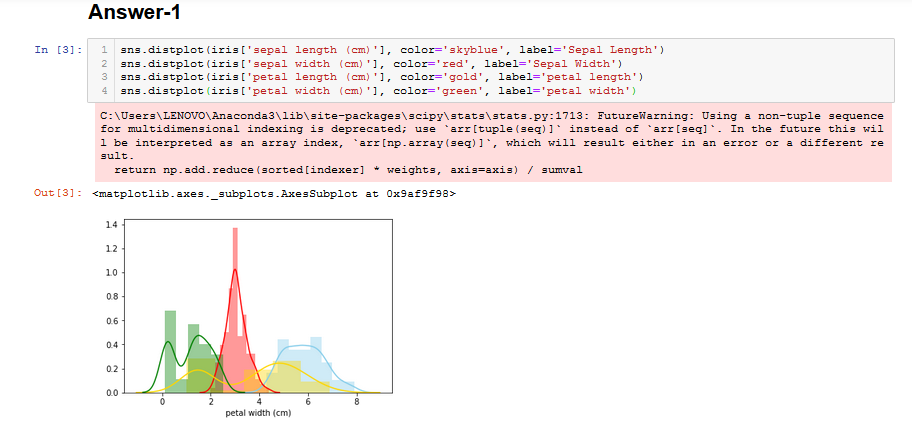 Answer-1
In [3]:
1 sns.distplot(iris['sepal length (cm)'], color='skyblue', label='Sepal Length')
2 sns.distplot(iris['sepal width (cm)'], color='red', label='Sepal Width')
3 sns.distplot(iris['petal length (cm)'], color='gold', label='petal length')
4 sns.distplot(iris['petal width (cm)'], color='green', label='petal width')
C:\Users\LENOVO\Anaconda3\lib\site-packages\scipy\stats\stats.py:1713: FutureWarning: Using a non-tuple sequence
for multidimensional indexing is deprecated; use `arr[tuple(seq)]` instead of `arr[seq]`. In the future this wil
l be interpreted as an array index, `arr[np.array(seq)]`, which will result either in an error or a different re
sult.
return np.add.reduce(sorted[indexer] * weights, axis=axis) / sumval
Out[3]: <matplotlib.axes._subplots.AxesSubplot at 0x9af9f98>
1.4
1.2
1.0
0.8
0.6
0.4
0.2
0.0
0 2 4 6 8
petal width (cm)